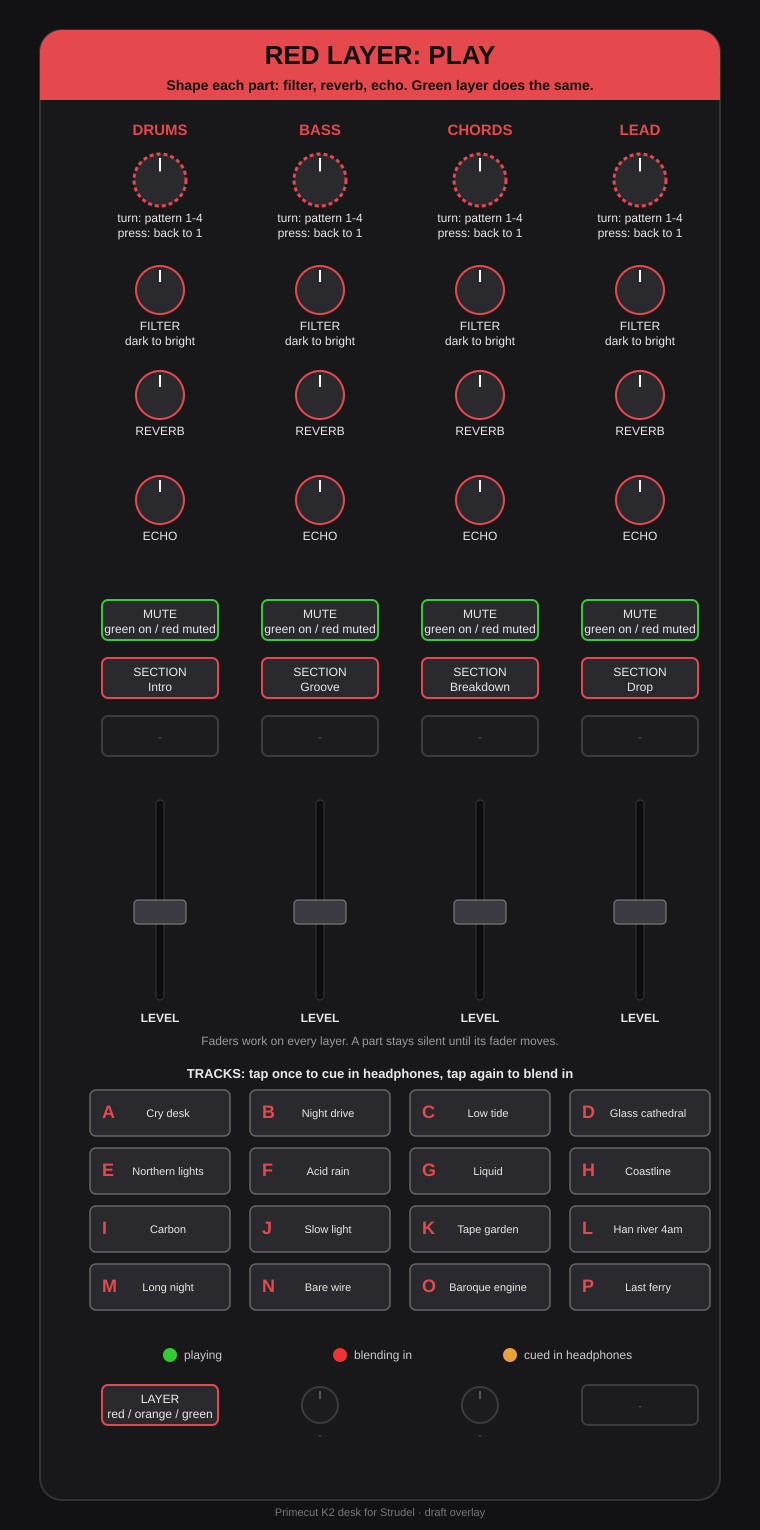 RED LAYER: PLAY
Shape each part: filter, reverb, echo. Green layer does the same.
DRUMS BASS CHORDS LEAD
turn: pattern 1-4 turn: pattern 1-4 turn: pattern 1-4 turn: pattern 1-4
press: back to 1 press: back to 1 press: back to 1 press: back to 1
FILTER FILTER FILTER FILTER
dark to bright dark to bright dark to bright dark to bright
REVERB REVERB REVERB REVERB
ECHO ECHO ECHO ECHO
MUTE MUTE MUTE MUTE
green on / red muted green on / red muted green on / red muted green on / red muted
SECTION SECTION SECTION SECTION
Intro Groove Breakdown Drop
- - - -
LEVEL LEVEL LEVEL LEVEL
Faders work on every layer. A part stays silent until its fader moves.
TRACKS: tap once to cue in headphones, tap again to blend in
A Cry desk B Night drive C Low tide D Glass cathedral
E Northern lights F Acid rain G Liquid H Coastline
I Carbon J Slow light K Tape garden L Han river 4am
M Long night N Bare wire O Baroque engine P Last ferry
playing blending in cued in headphones
LAYER
red / orange / green
- - -
Primecut K2 desk for Strudel · draft overlay